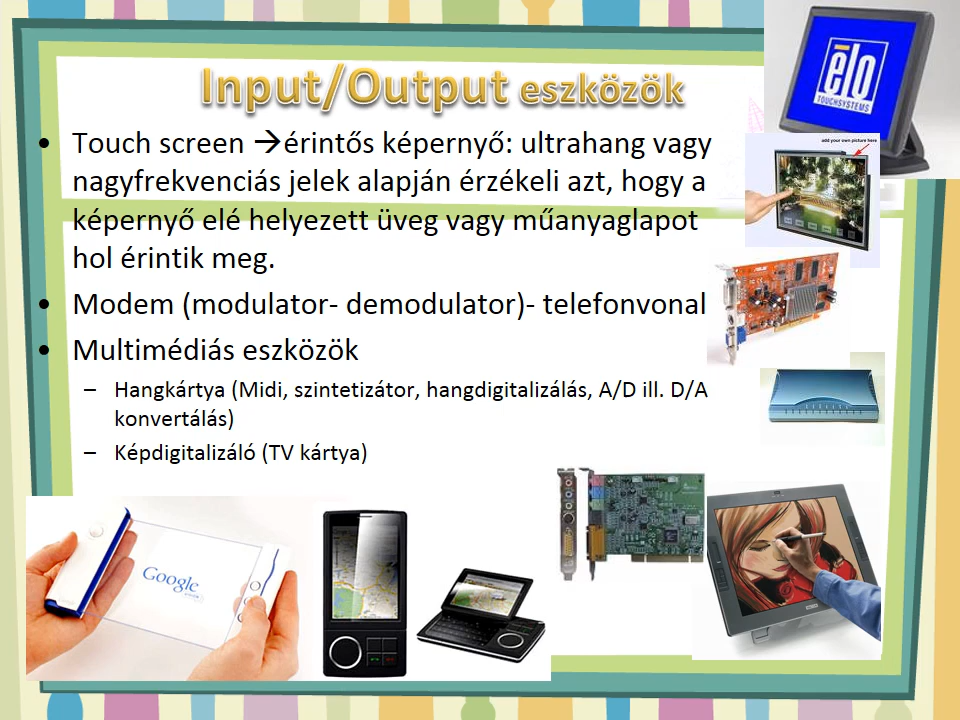 Input/Output eszközök
• Touch screen →érintős képernyő: ultrahang vagy
nagyfrekvenciás jelek alapján érzékeli azt, hogy a
képernyő elé helyezett üveg vagy műanyaglapot
hol érintik meg.
• Modem (modulator- demodulator)- telefonvonal
• Multimédiás eszközök
– Hangkártya (Midi, szintetizátor, hangdigitalizálás, A/D ill. D/A
konvertálás)
– Képdigitalizáló (TV kártya)
elo
TOUCHSYSTEMS
add your own picture here
Google